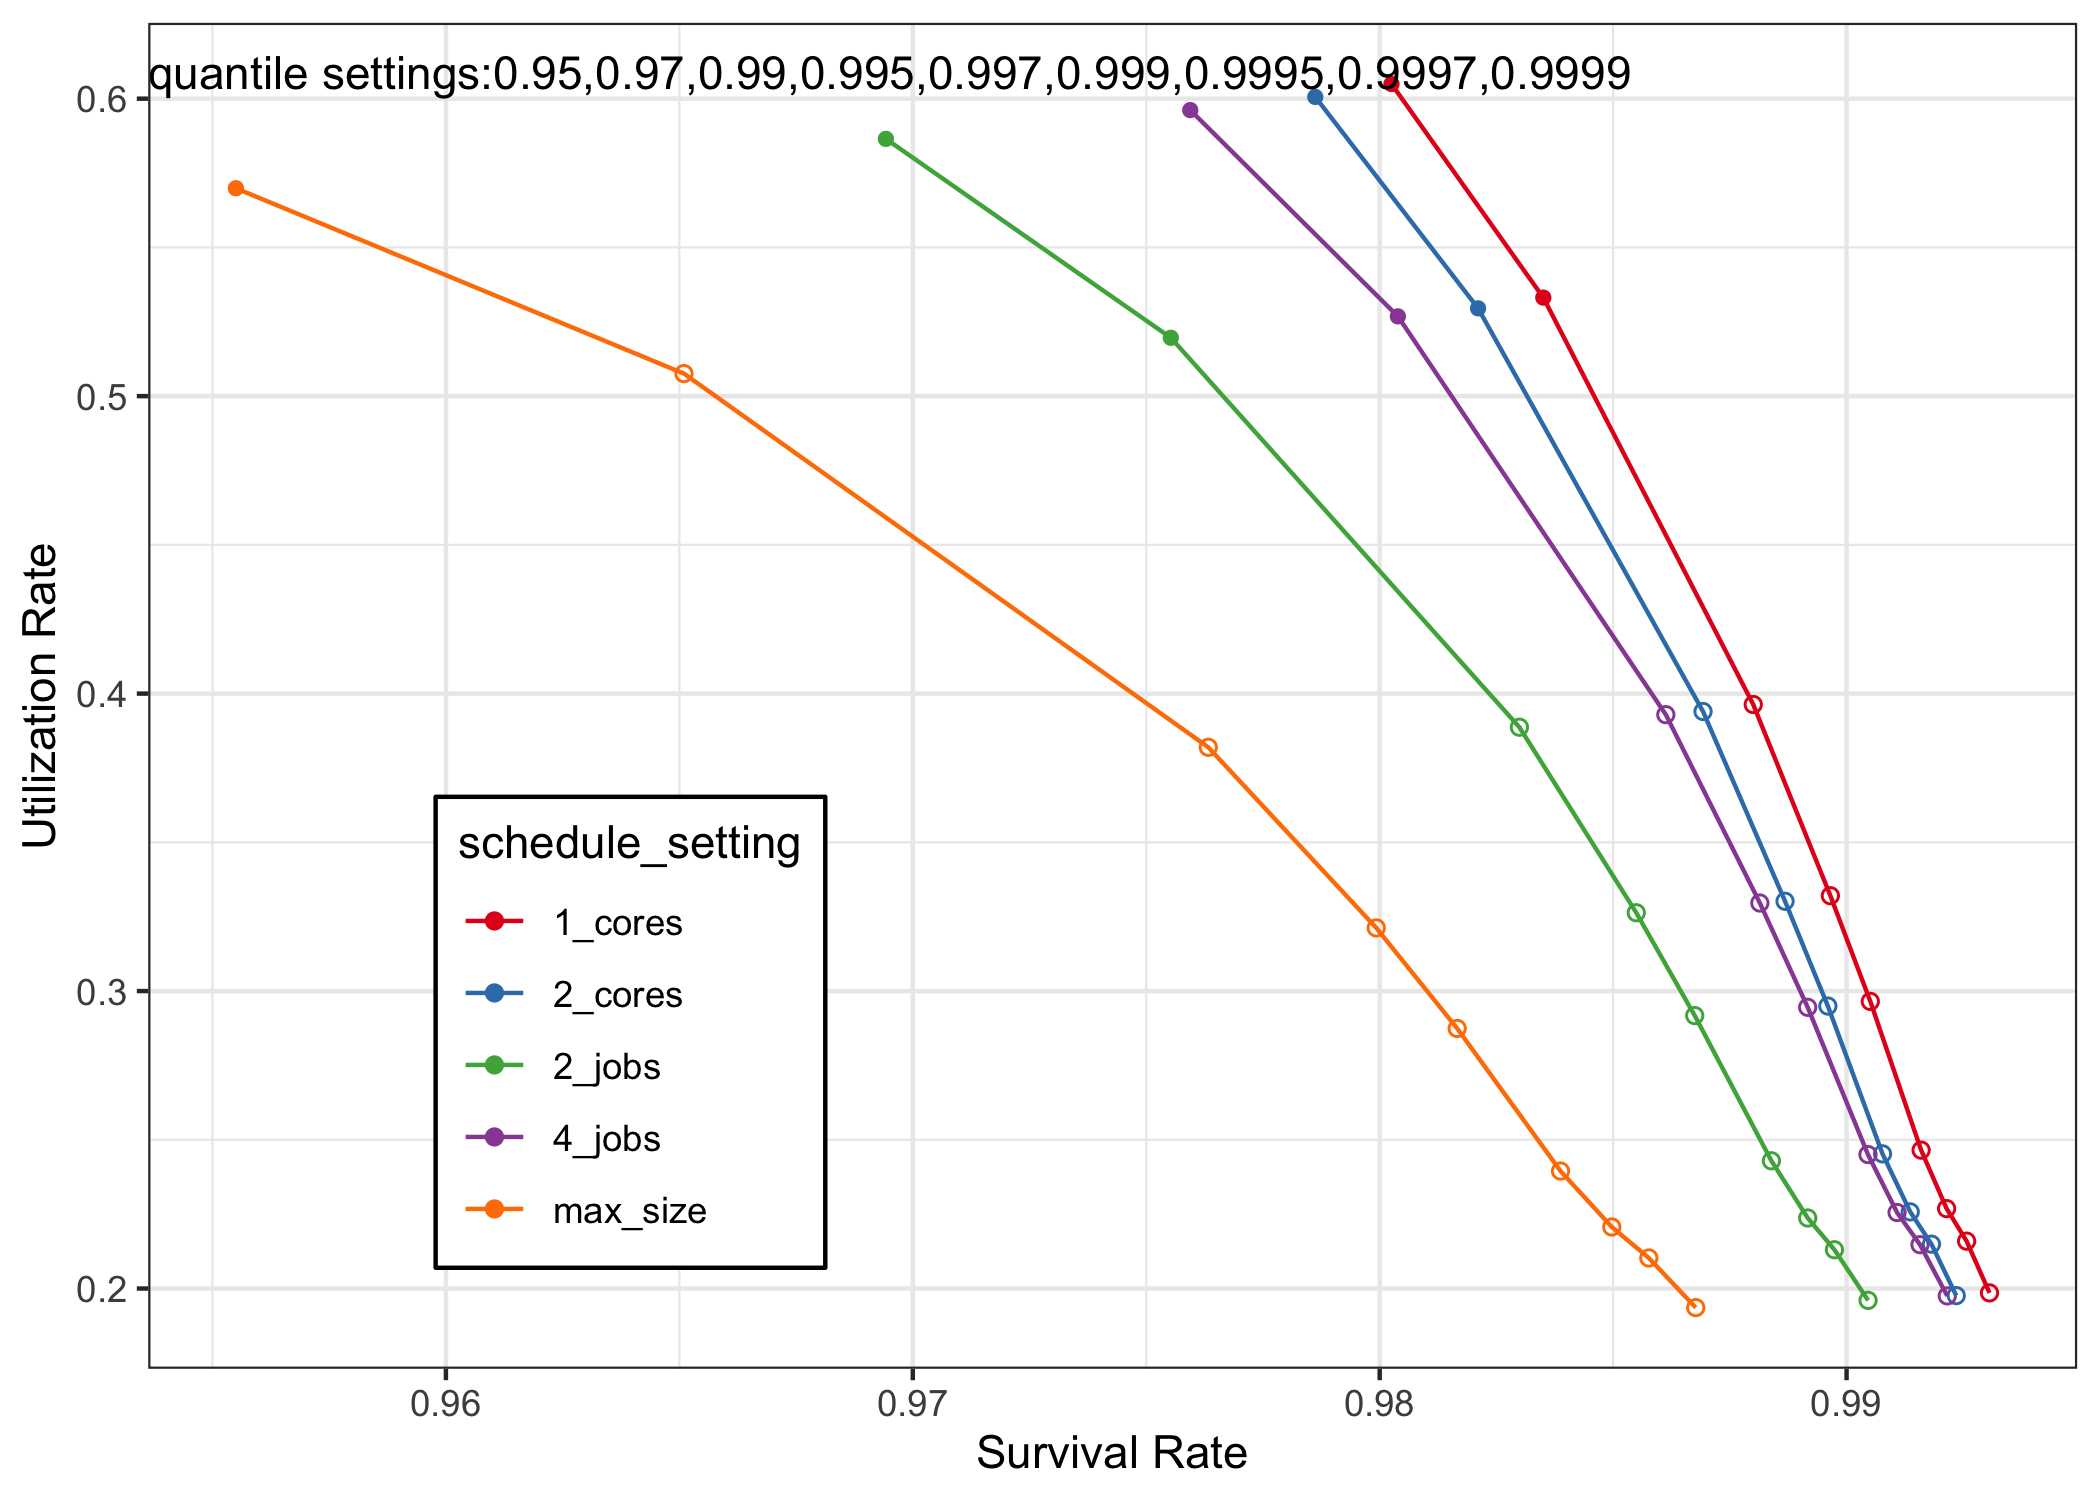 quantile settings:0.95,0.97,0.99,0.995,0.997,0.999,0.9995,0.9997,0.9999
0.6
0.5
0.4
0.3
0.2
Utilization Rate
schedule_setting
1_cores
2_cores
2_jobs
4_jobs
max_size
0.96
0.97
0.98
0.99
Survival Rate